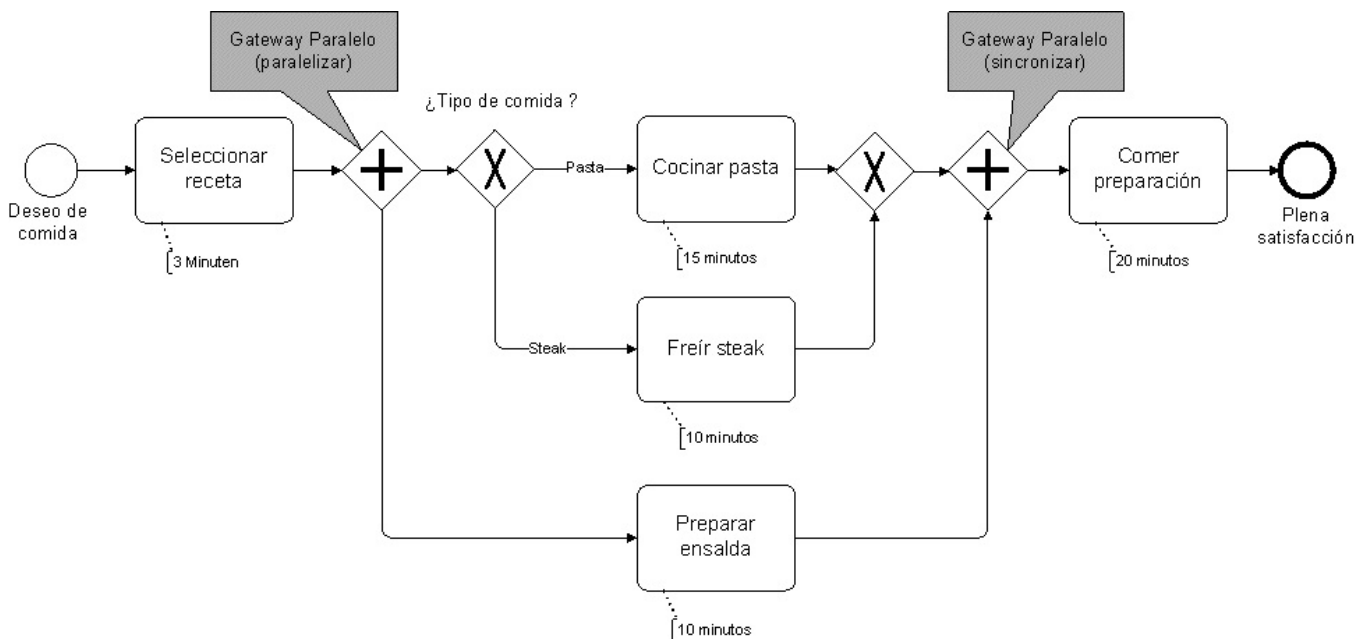 Gateway Paralelo
(paralelizar)
Gateway Paralelo
(sincronizar)
¿Tipo de comida ?
Deseo de
comida
Seleccionar
receta
3 Minuten
Pasta
Cocinar pasta
15 minutos
Comer
preparación
20 minutos
Plena
satisfacción
Steak
Freír steak
10 minutos
Preparar
ensalda
10 minutos